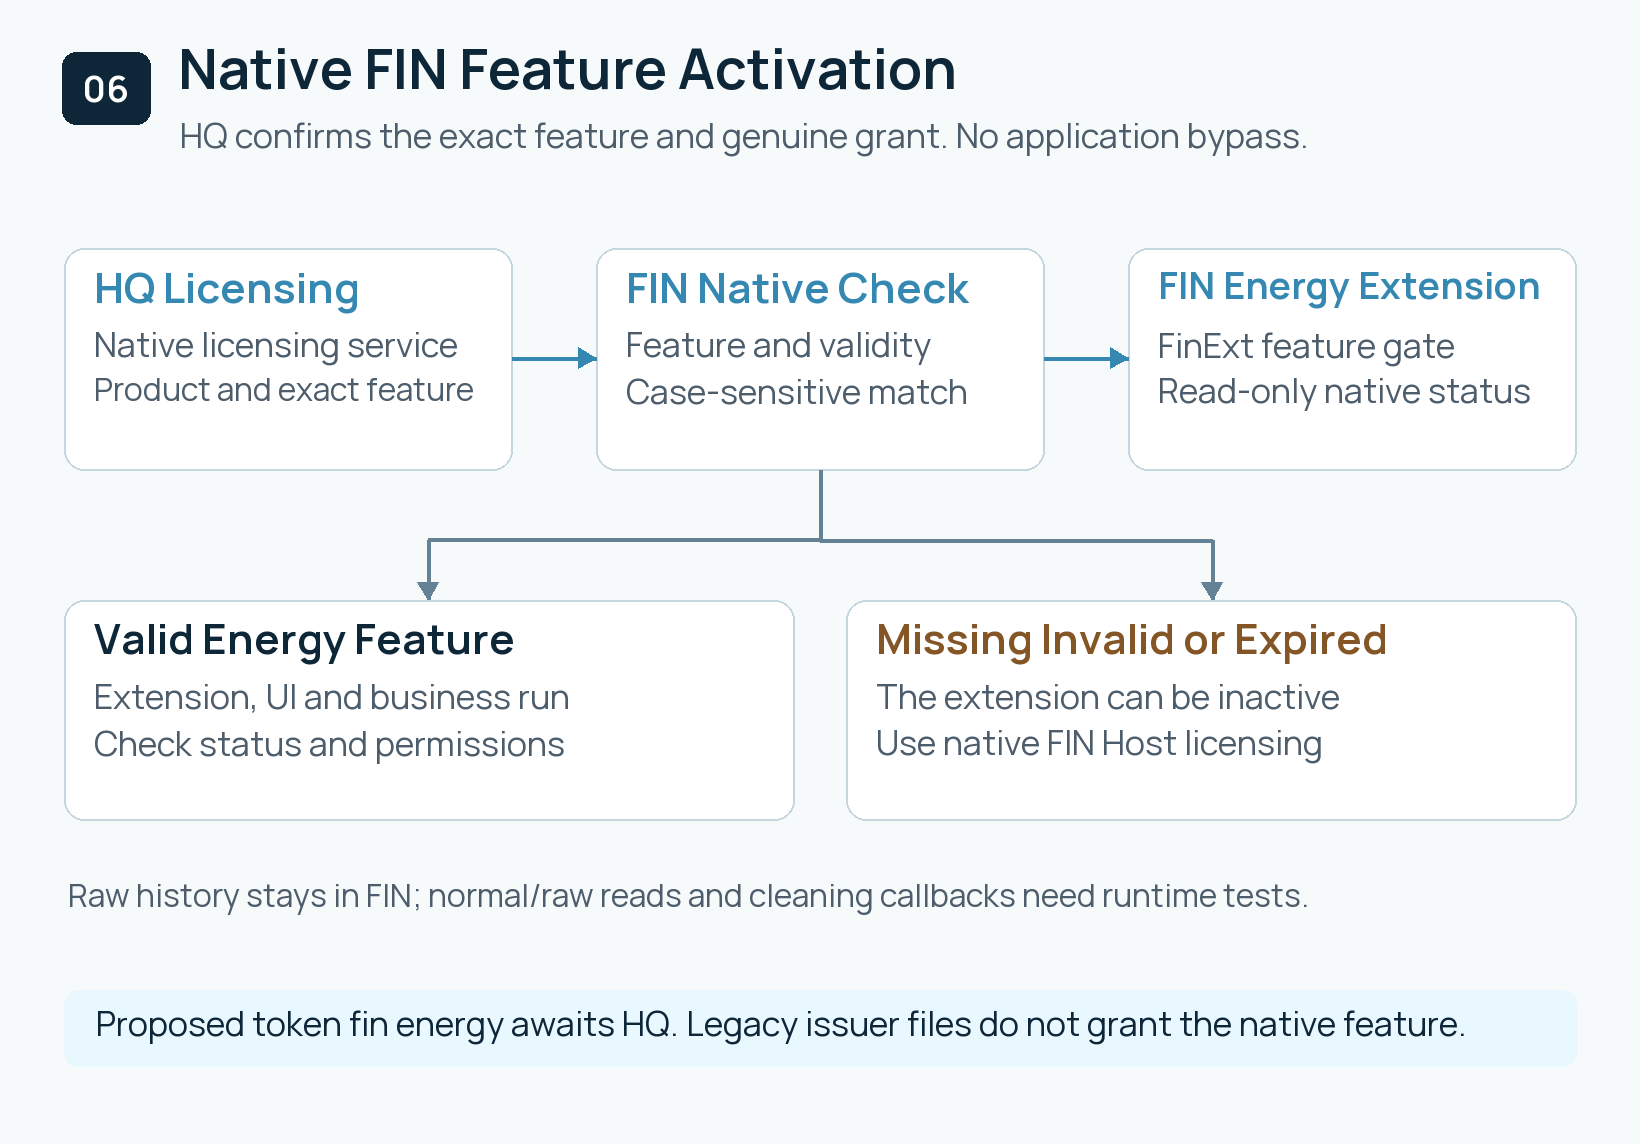 06
Native FIN Feature Activation
HQ confirms the exact feature and genuine grant. No application bypass.
HQ Licensing
Native licensing service
Product and exact feature
FIN Native Check
Feature and validity
Case-sensitive match
FIN Energy Extension
FinExt feature gate
Read-only native status
Valid Energy Feature
Extension, UI and business run
Check status and permissions
Missing Invalid or Expired
The extension can be inactive
Use native FIN Host licensing
Raw history stays in FIN; normal/raw reads and cleaning callbacks need runtime tests.
Proposed token fin energy awaits HQ. Legacy issuer files do not grant the native feature.